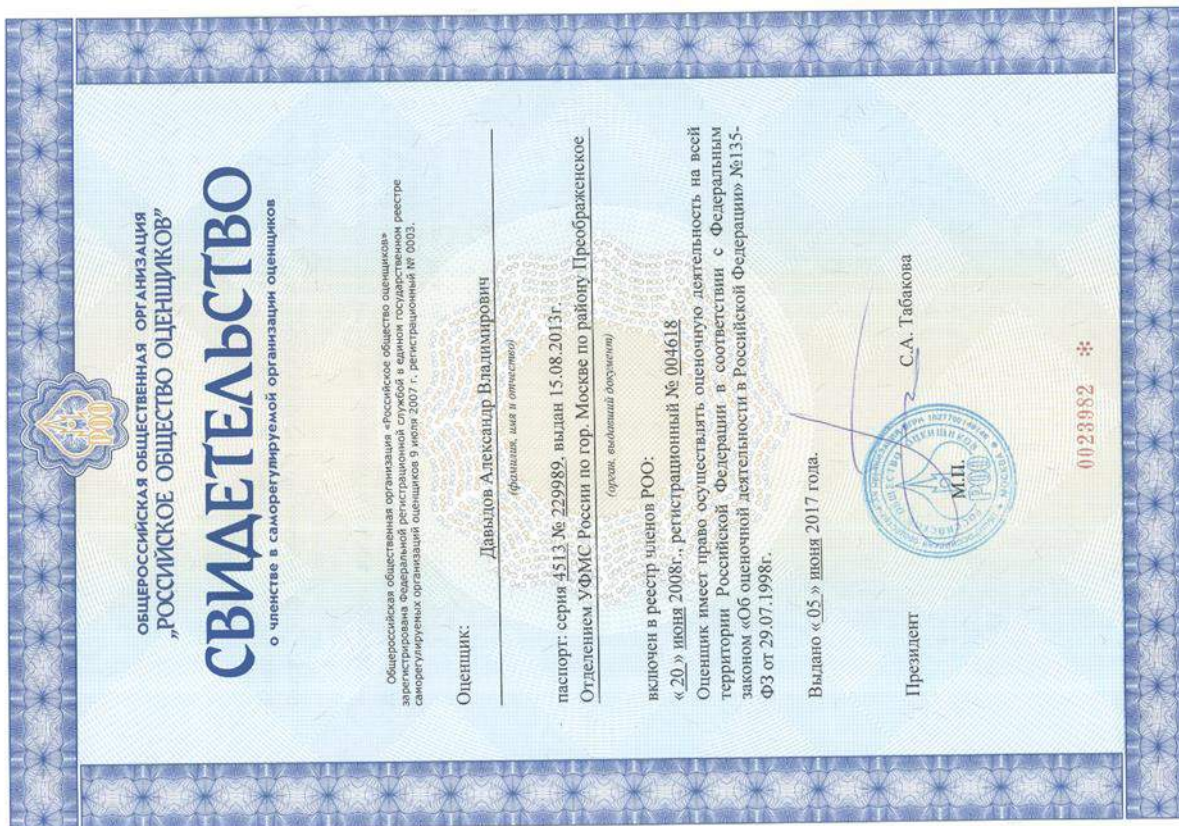 РОО
ОБЩЕРОССИЙСКАЯ ОБЩЕСТВЕННАЯ ОРГАНИЗАЦИЯ
„РОССИЙСКОЕ ОБЩЕСТВО ОЦЕНЩИКОВ”
СВИДЕТЕЛЬСТВО
о членстве в саморегулируемой организации оценщиков
Общероссийская общественная организация «Российское общество оценщиков»
зарегистрирована Федеральной регистрационной службой в едином государственном реестре
саморегулируемых организаций оценщиков 9 июля 2007 г. регистрационный № 0003.
Оценщик:
Давыдов Александр Владимирович
(фамилия, имя и отчество)
паспорт: серия 4513 № 229989, выдан 15.08.2013г.
Отделением УФМС России по гор. Москве по району Преображенское
(орган, выдавший документ)
включен в реестр членов РОО:
« 20 » июня 2008г., регистрационный № 004618
Оценщик имеет право осуществлять оценочную деятельность на всей
территории Российской Федерации в соответствии с Федеральным
законом «Об оценочной деятельности в Российской Федерации» №135-
ФЗ от 29.07.1998г.
Выдано « 05 » июня 2017 года.
Президент
С.А. Табакова
М.П.
РОО
0023982 *